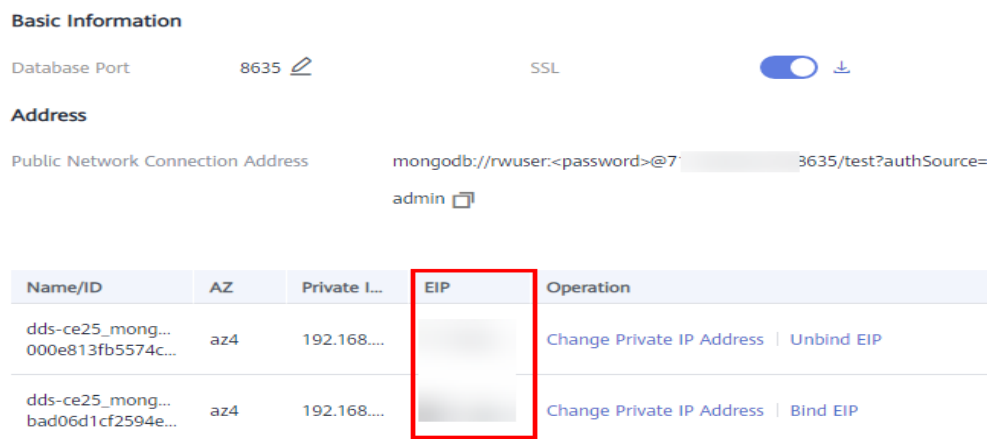 Basic Information
Database Port 8635 SSL
Address
Public Network Connection Address mongodb://rwuser:<password>@7 8635/test?authSource=
admin
Name/ID AZ Private I... EIP Operation
dds-ce25_mong... az4 192.168.... Change Private IP Address Unbind EIP
000e813fb5574c...
dds-ce25_mong... az4 192.168.... Change Private IP Address Bind EIP
bad06d1cf2594e...